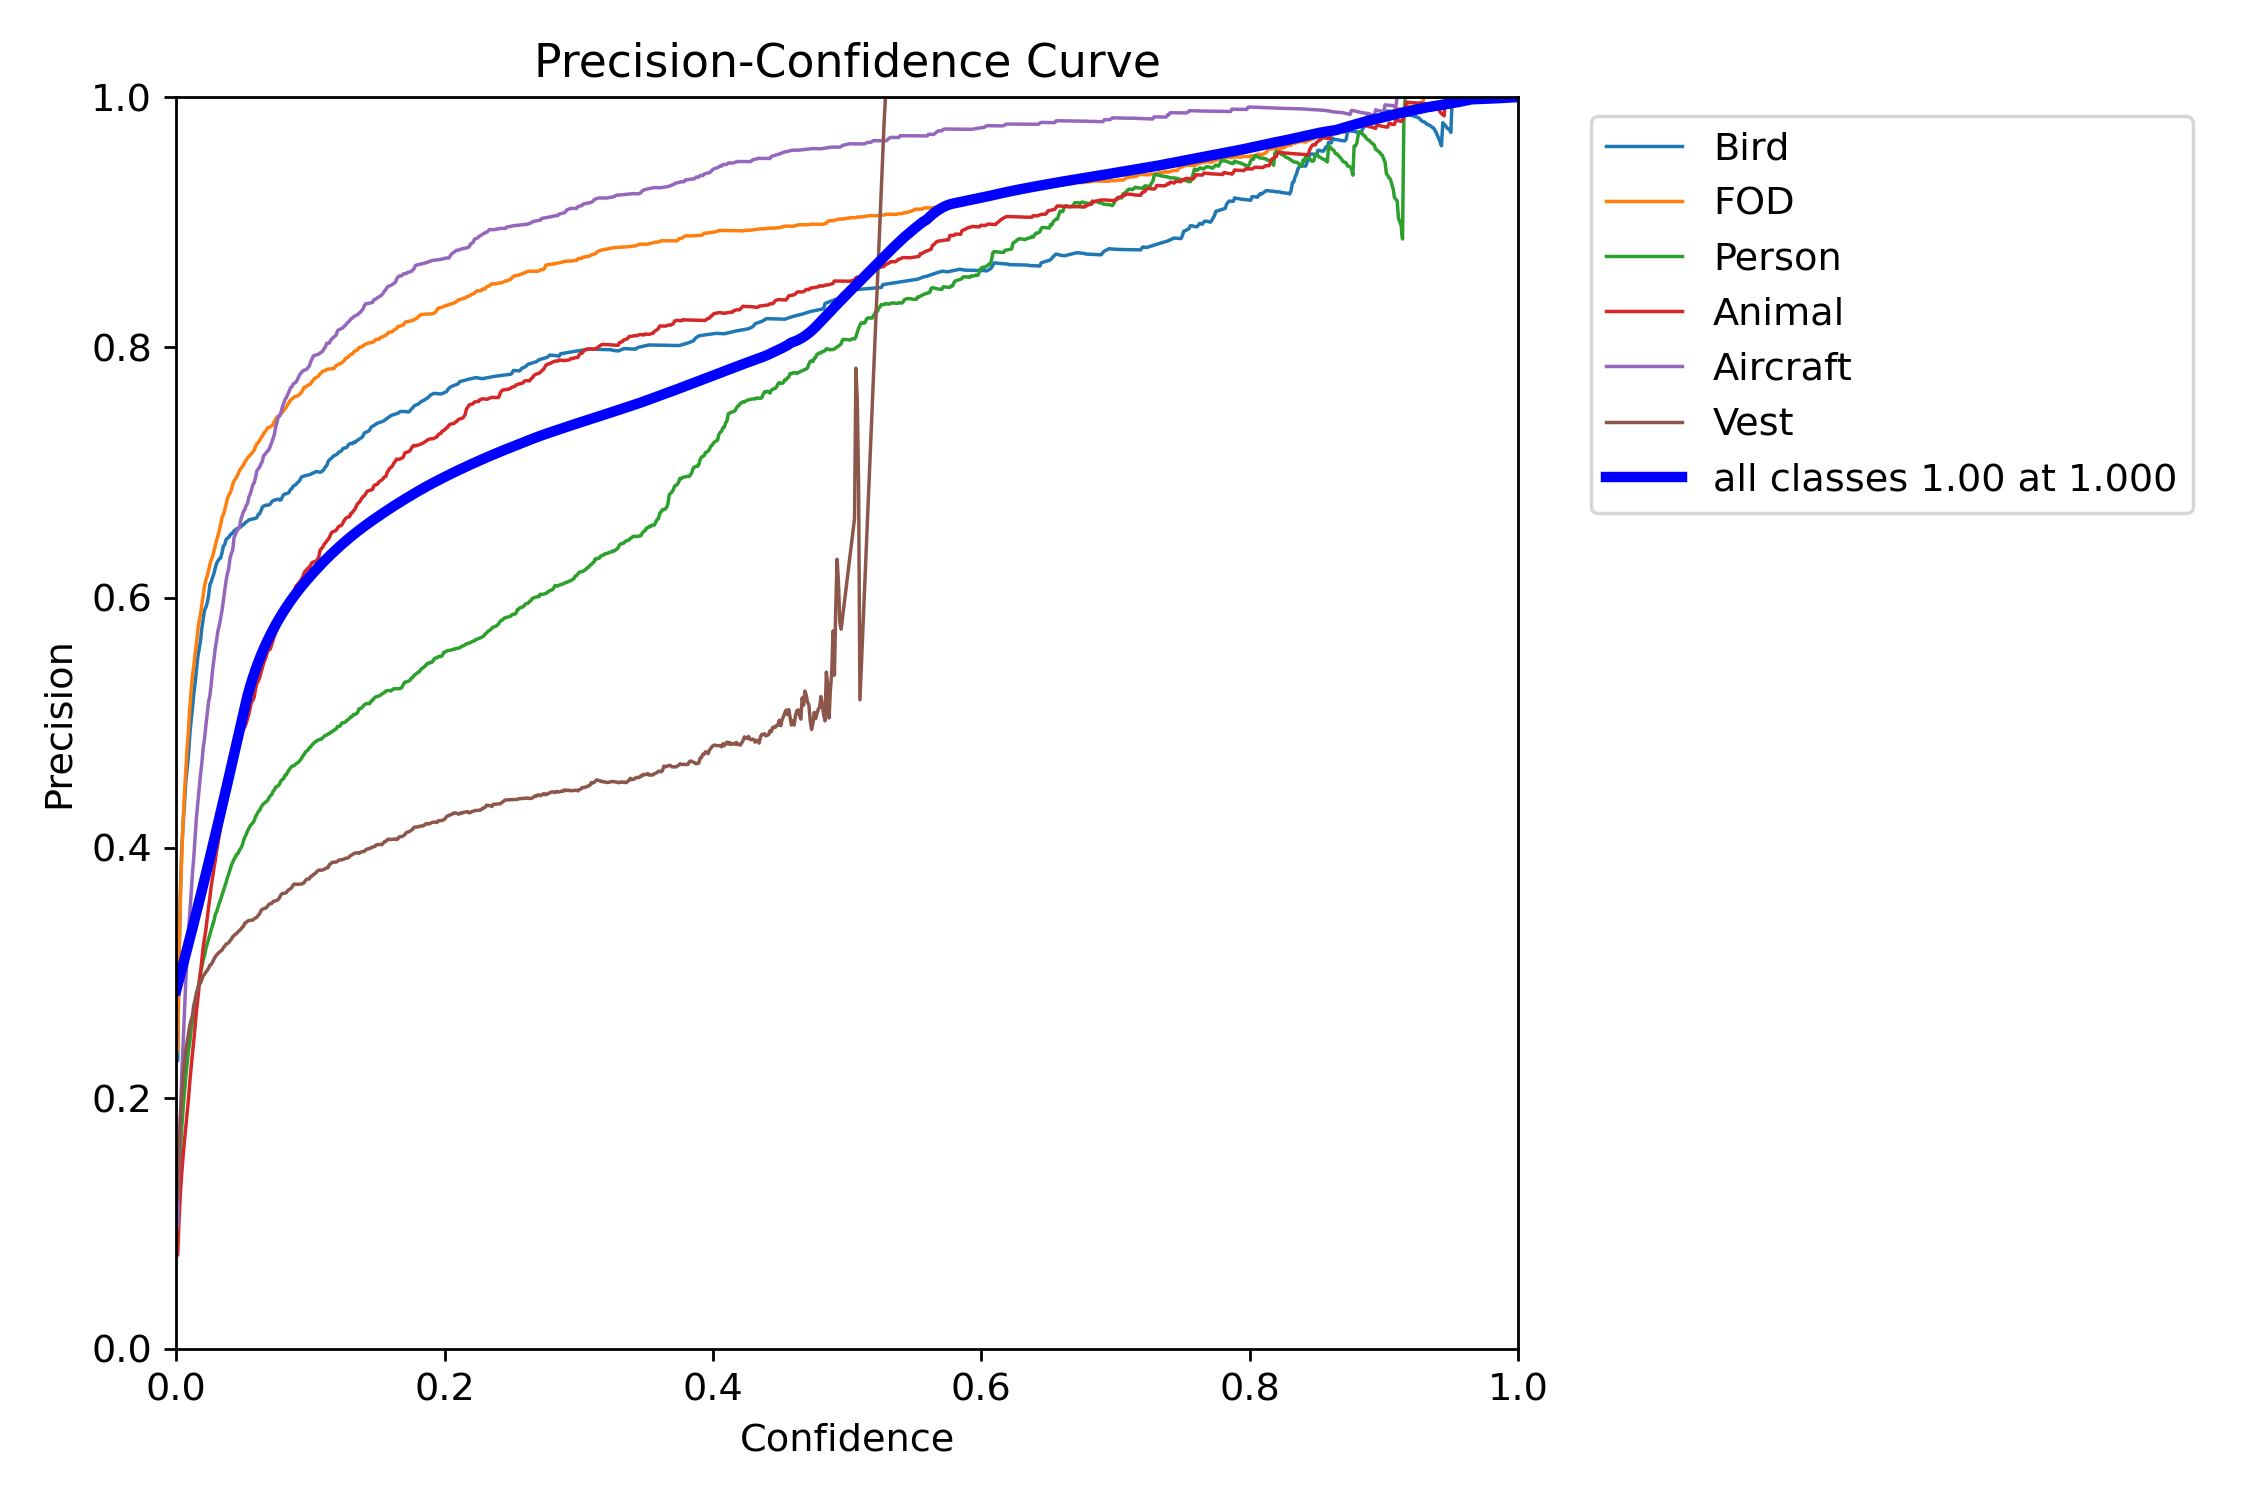 Precision-Confidence Curve
1.0
0.8
0.6
0.4
0.2
0.0
Precision
0.0 0.2 0.4 0.6 0.8 1.0
Confidence
Bird
FOD
Person
Animal
Aircraft
Vest
all classes 1.00 at 1.000